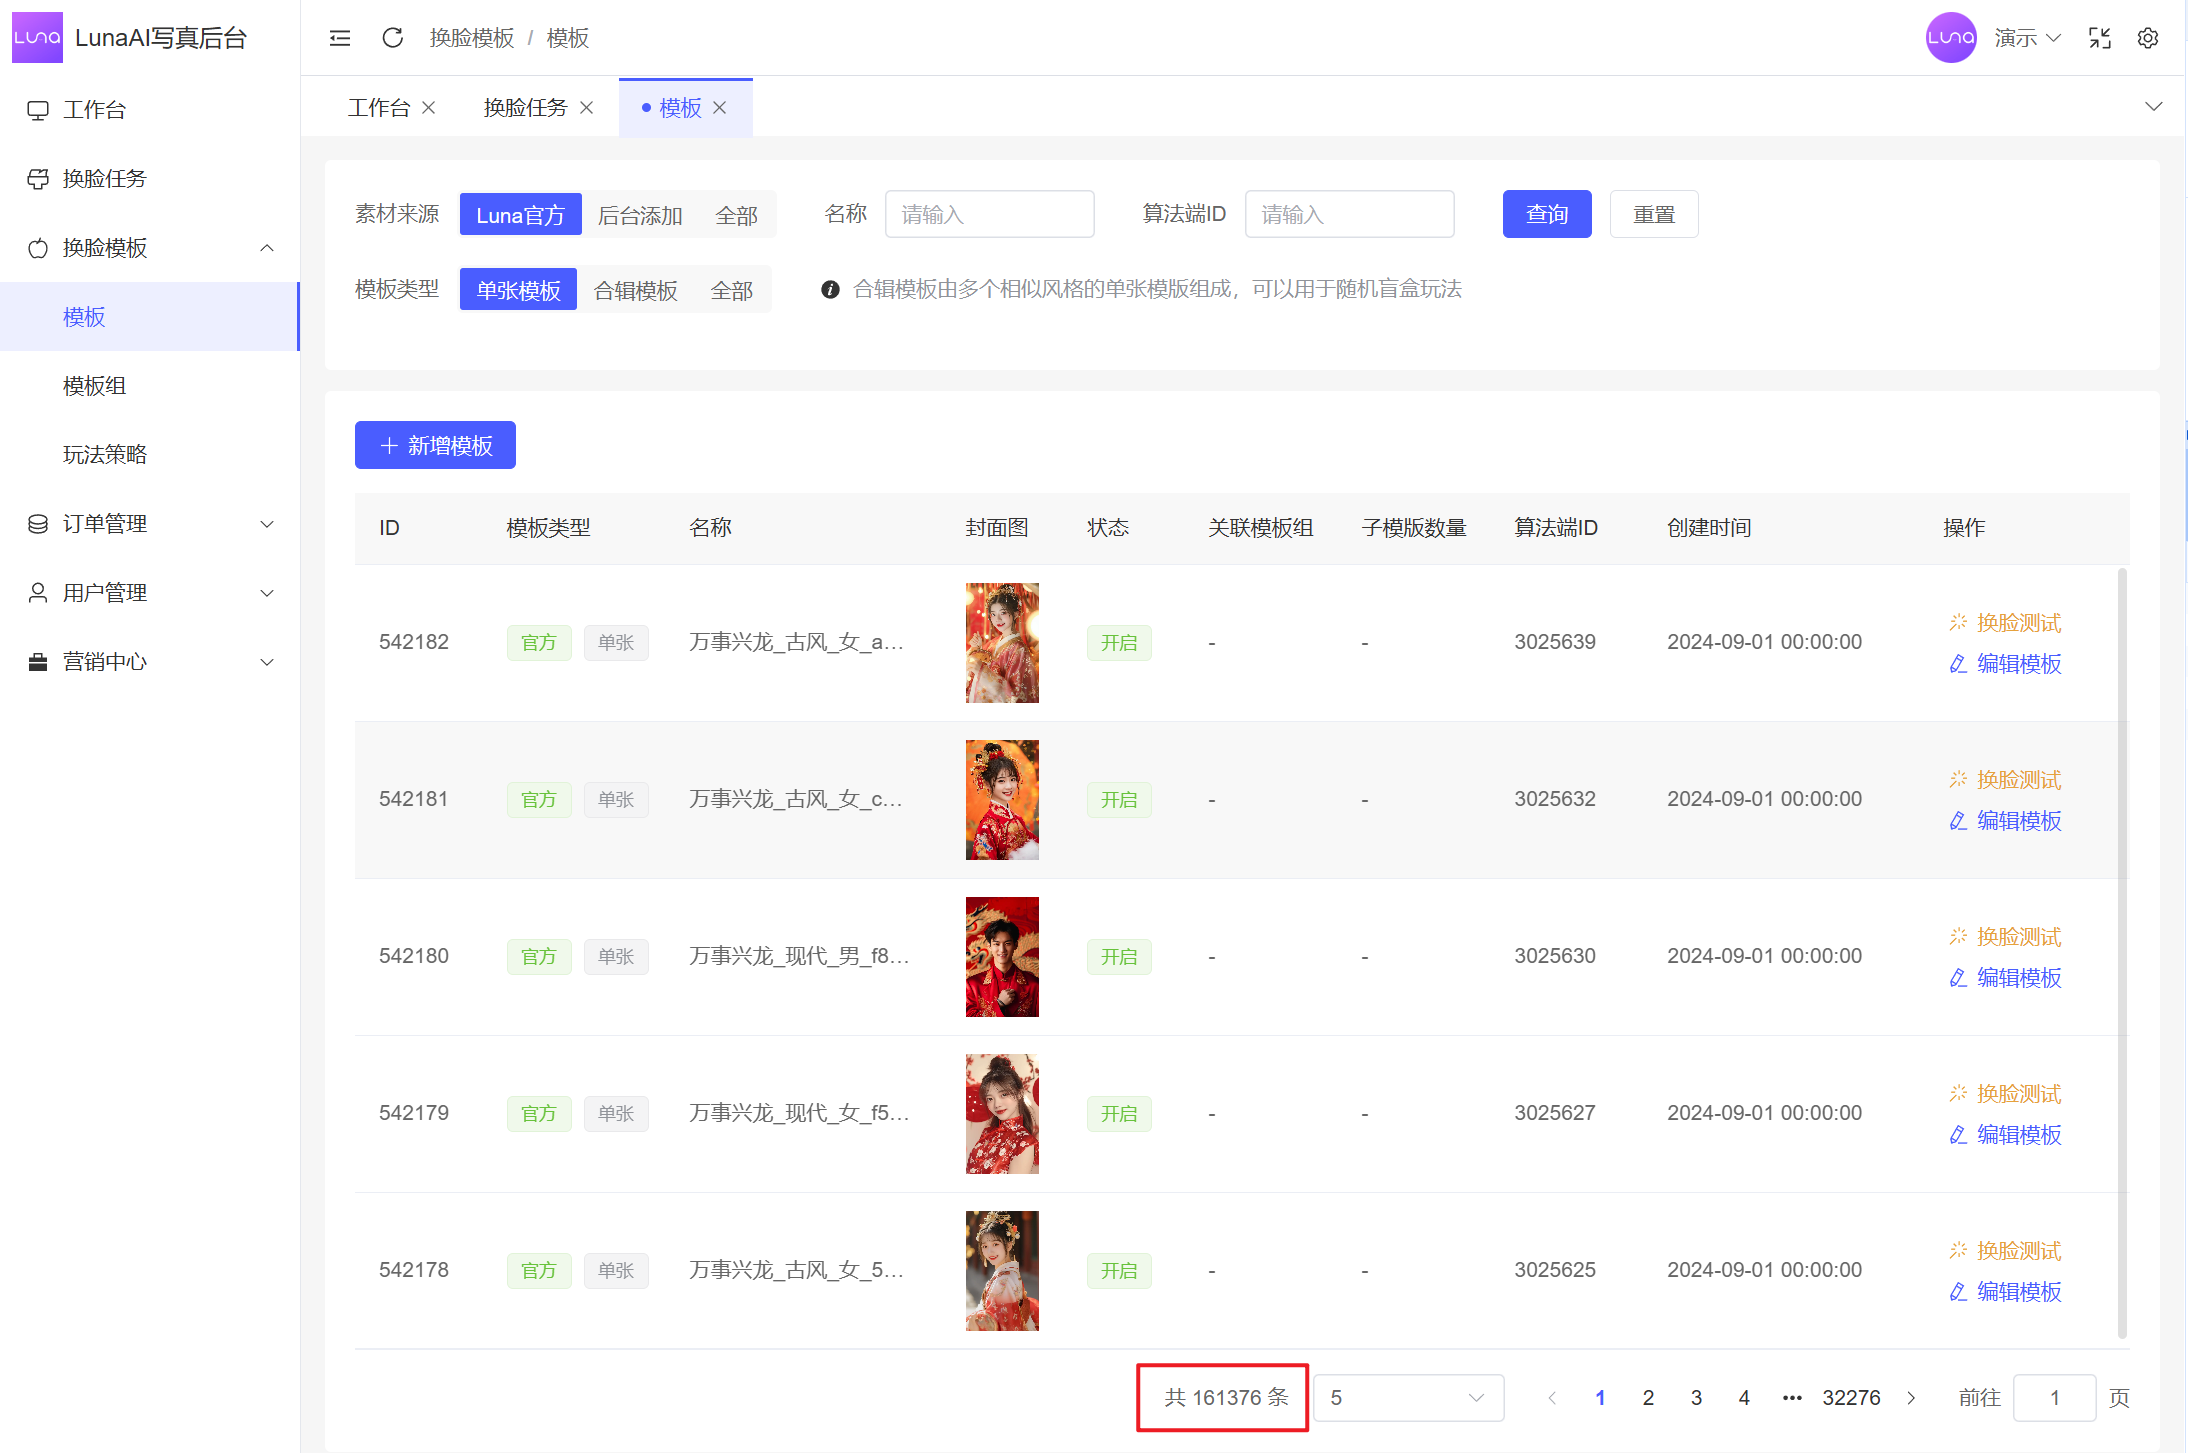 Luna LunaAI写真后台
换脸模板 / 模板
Luna 演示
工作台
换脸任务
换脸模板
模板
模板组
玩法策略
订单管理
用户管理
营销中心
工作台 换脸任务 模板
素材来源 Luna官方 后台添加 全部 名称 请输入 算法端ID 请输入 查询 重置
模板类型 单张模板 合辑模板 全部 合辑模板由多个相似风格的单张模版组成，可以用于随机盲盒玩法
新增模板
ID 模板类型 名称 封面图 状态 关联模板组 子模版数量 算法端ID 创建时间 操作
542182 官方 单张 万事兴龙_古风_女_a... 开启 - - 3025639 2024-09-01 00:00:00 换脸测试
编辑模板
542181 官方 单张 万事兴龙_古风_女_c... 开启 - - 3025632 2024-09-01 00:00:00 换脸测试
编辑模板
542180 官方 单张 万事兴龙_现代_男_f8... 开启 - - 3025630 2024-09-01 00:00:00 换脸测试
编辑模板
542179 官方 单张 万事兴龙_现代_女_f5... 开启 - - 3025627 2024-09-01 00:00:00 换脸测试
编辑模板
542178 官方 单张 万事兴龙_古风_女_5... 开启 - - 3025625 2024-09-01 00:00:00 换脸测试
编辑模板
共 161376 条 5 1 2 3 4 ••• 32276 前往 1 页